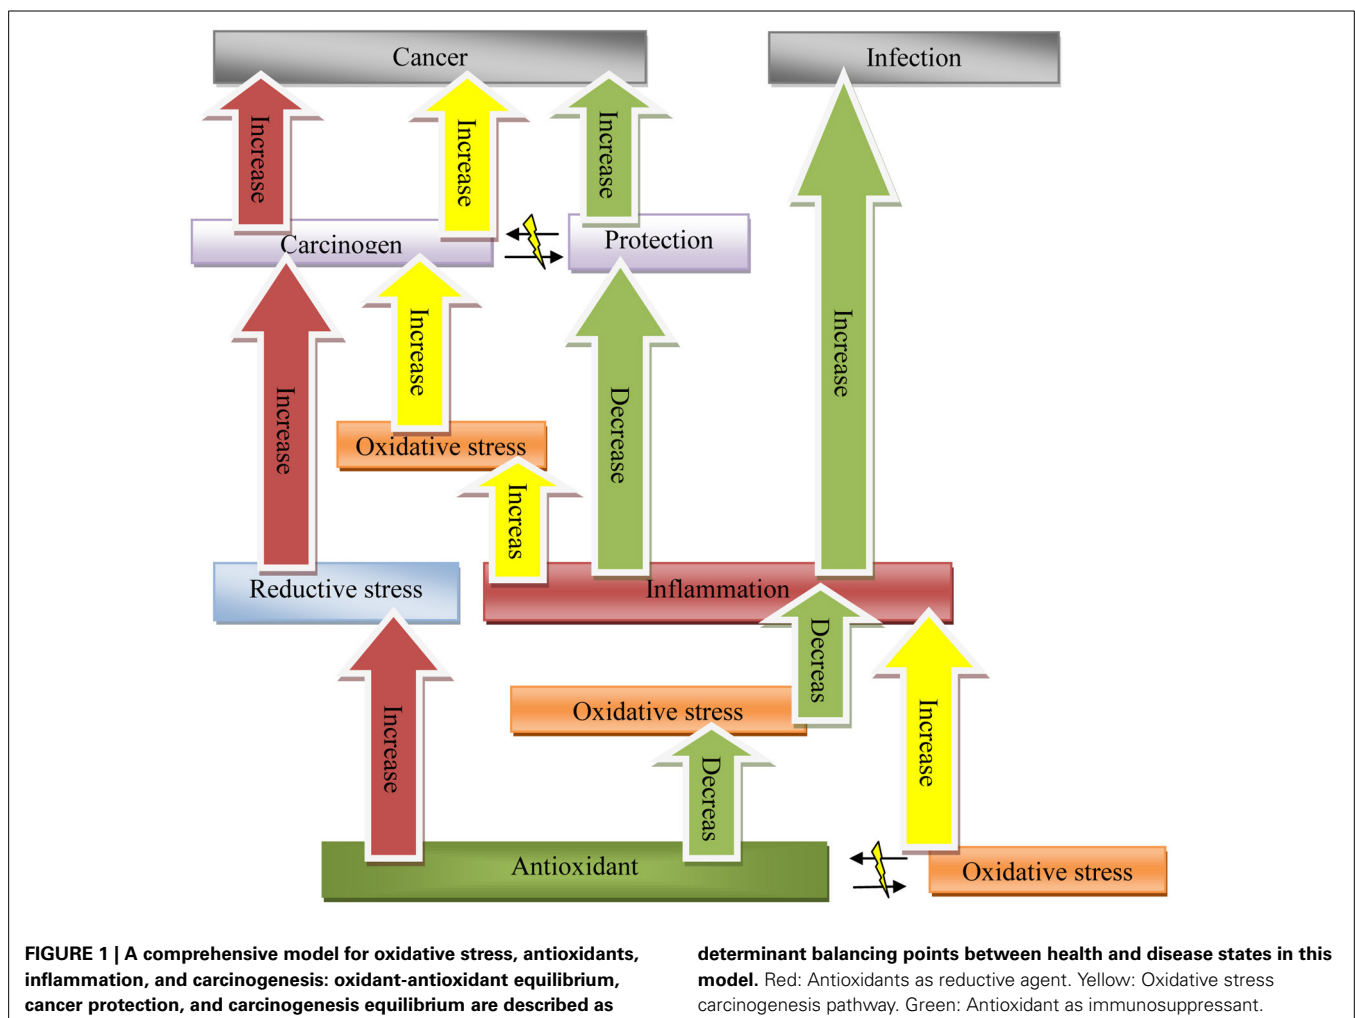 Cancer
Infection
Increase
Increase
Increase
Carcinogen
Protection
Increase
Increase
Decrease
Increase
Oxidative stress
Increas
Reductive stress
Inflammation
Increase
Decreas
Increase
Oxidative stress
Decreas
Antioxidant
Oxidative stress
FIGURE 1 | A comprehensive model for oxidative stress, antioxidants,
inflammation, and carcinogenesis: oxidant-antioxidant equilibrium,
cancer protection, and carcinogenesis equilibrium are described as
determinant balancing points between health and disease states in this
model. Red: Antioxidants as reductive agent. Yellow: Oxidative stress
carcinogenesis pathway. Green: Antioxidant as immunosuppressant.